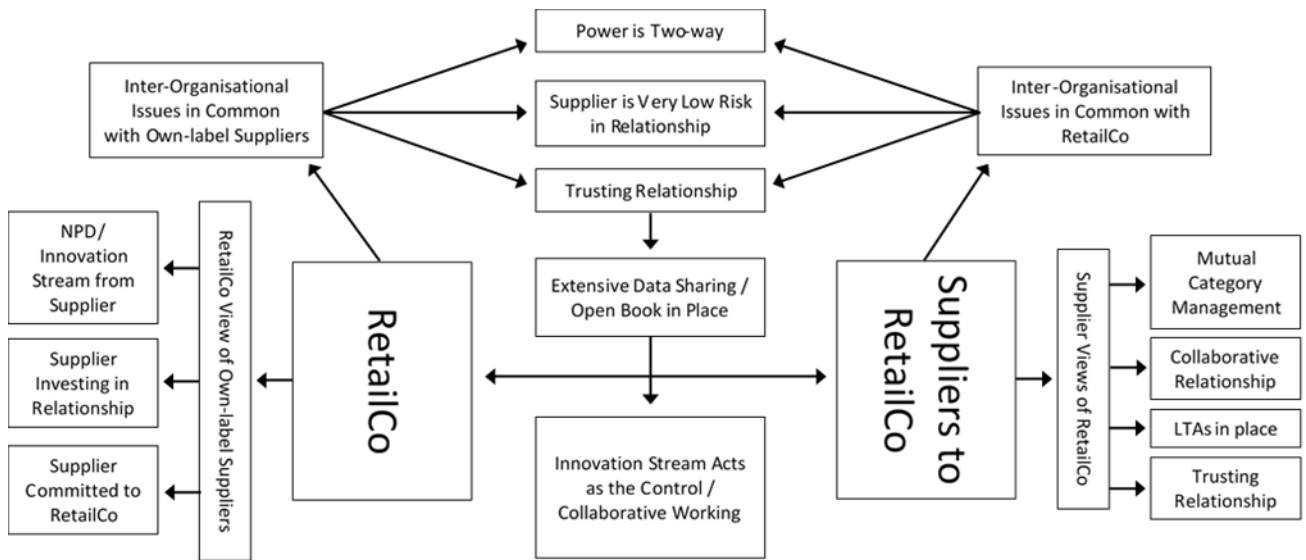 Power is Two-way
Inter-Organisational
Issues in Common
with Own-label Suppliers
Supplier is Very Low Risk
in Relationship
Inter-Organisational
Issues in Common with
RetailCo
Trusting Relationship
NPD/
Innovation
Stream from
Supplier
Supplier
Investing in
Relationship
Supplier
Committed to
RetailCo
RetailCo View of Own-label Suppliers
RetailCo
Extensive Data Sharing /
Open Book in Place
Innovation Stream Acts
as the Control /
Collaborative Working
Suppliers to
RetailCo
Supplier Views of RetailCo
Mutual
Category
Management
Collaborative
Relationship
LTAs in place
Trusting
Relationship